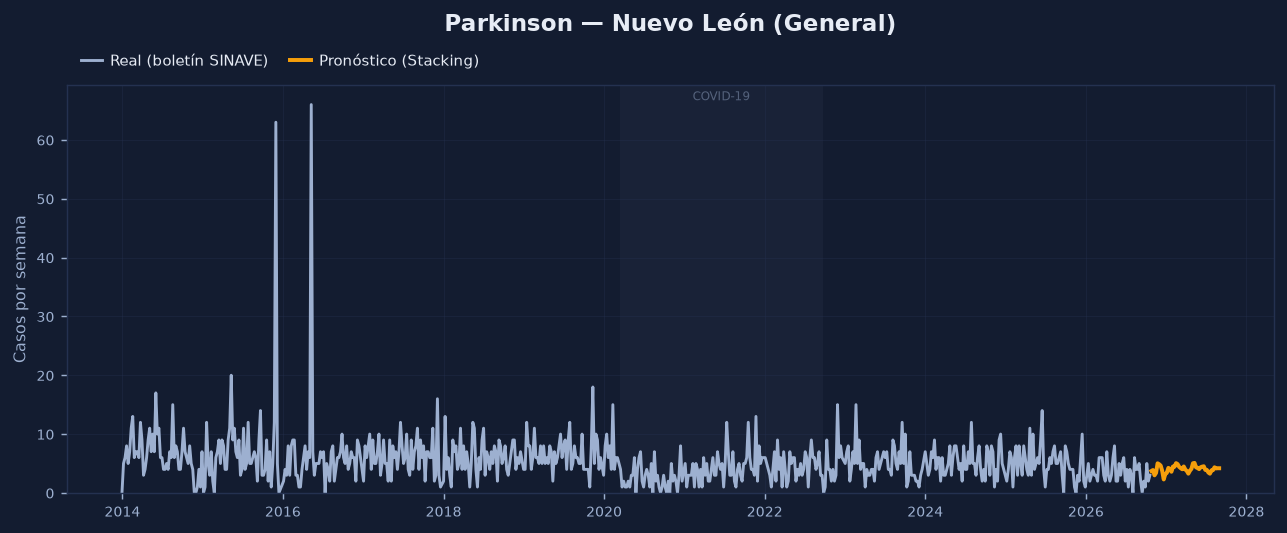 Parkinson — Nuevo León (General)
Real (boletín SINAVE) Pronóstico (Stacking)
COVID-19
Casos por semana
60
50
40
30
20
10
0
2014 2016 2018 2020 2022 2024 2026 2028